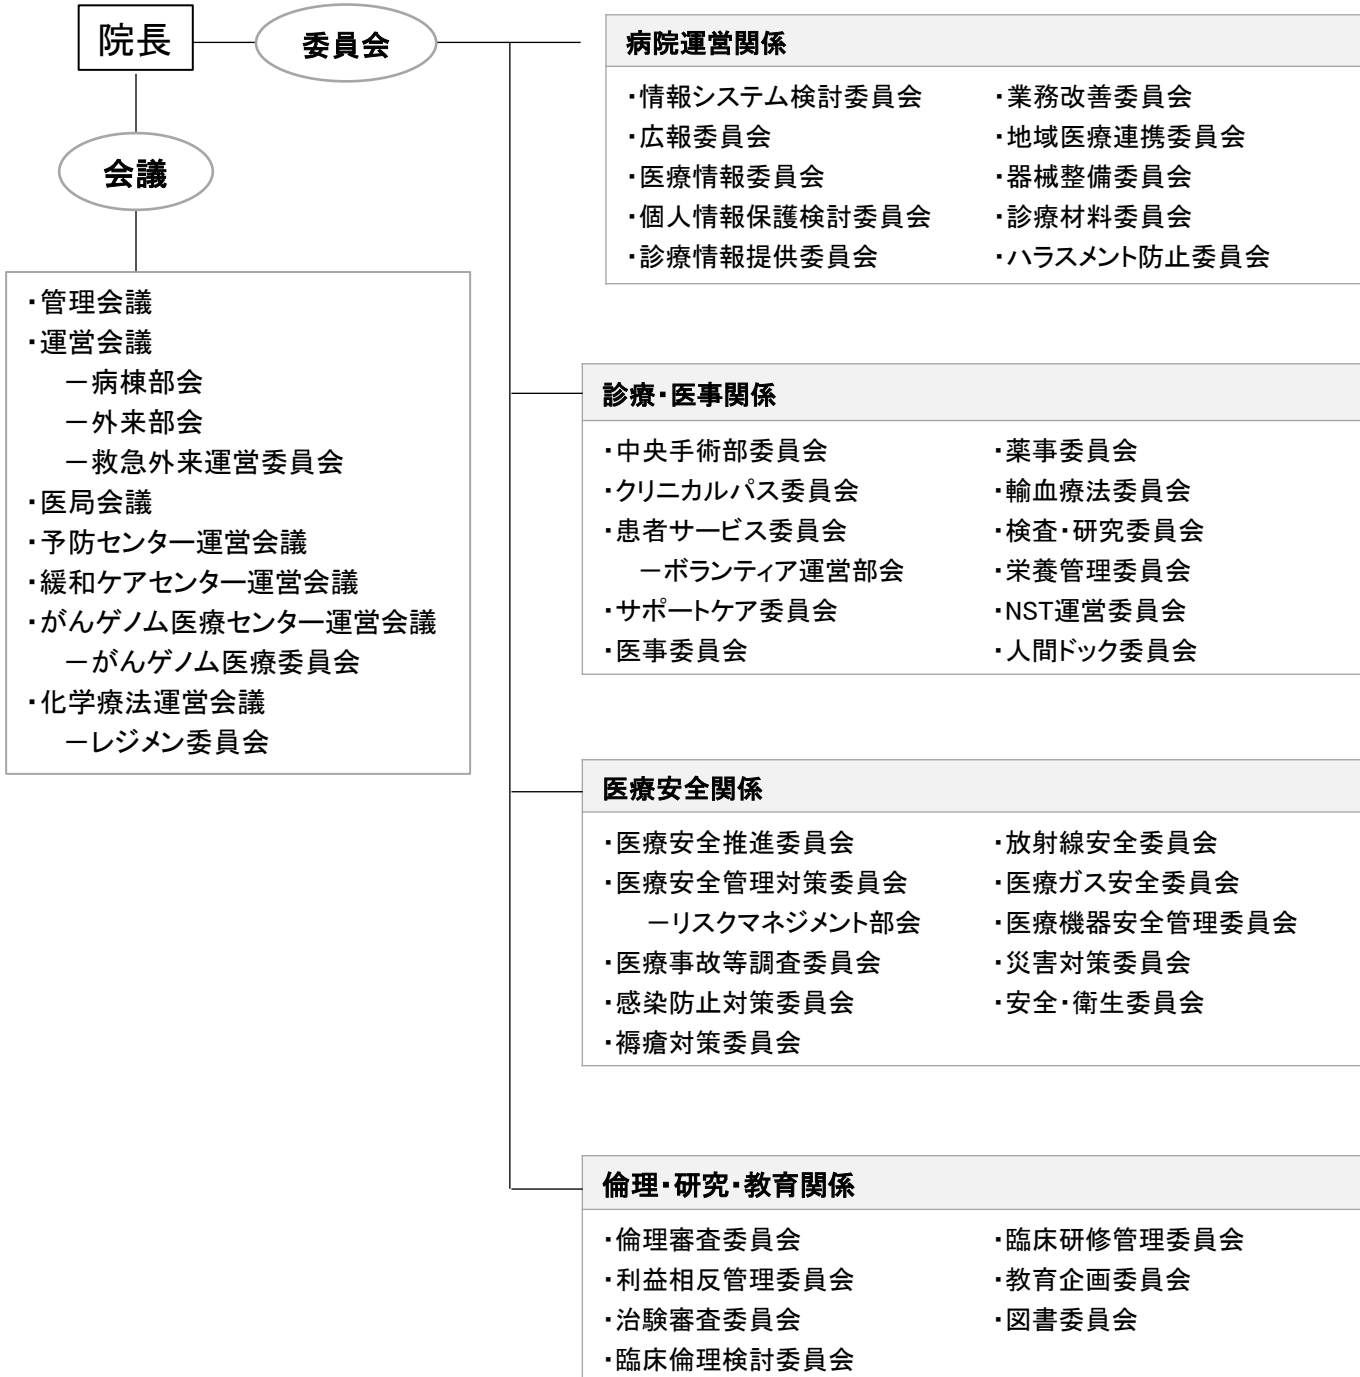 院長
委員会
会議
・管理会議
・運営会議
－病棟部会
－外来部会
－救急外来運営委員会
・医局会議
・予防センター運営会議
・緩和ケアセンター運営会議
・がんゲノム医療センター運営会議
－がんゲノム医療委員会
・化学療法運営会議
－レジメン委員会
病院運営関係
・情報システム検討委員会
・広報委員会
・医療情報委員会
・個人情報保護検討委員会
・診療情報提供委員会
・業務改善委員会
・地域医療連携委員会
・器械整備委員会
・診療材料委員会
・ハラスメント防止委員会
診療・医事関係
・中央手術部委員会
・クリニカルパス委員会
・患者サービス委員会
－ボランティア運営部会
・サポートケア委員会
・医事委員会
・薬事委員会
・輸血療法委員会
・検査・研究委員会
・栄養管理委員会
・NST運営委員会
・人間ドック委員会
医療安全関係
・医療安全推進委員会
・医療安全管理対策委員会
－リスクマネジメント部会
・医療事故等調査委員会
・感染防止対策委員会
・褥瘡対策委員会
・放射線安全委員会
・医療ガス安全委員会
・医療機器安全管理委員会
・災害対策委員会
・安全・衛生委員会
倫理・研究・教育関係
・倫理審査委員会
・利益相反管理委員会
・治験審査委員会
・臨床倫理検討委員会
・臨床研修管理委員会
・教育企画委員会
・図書委員会